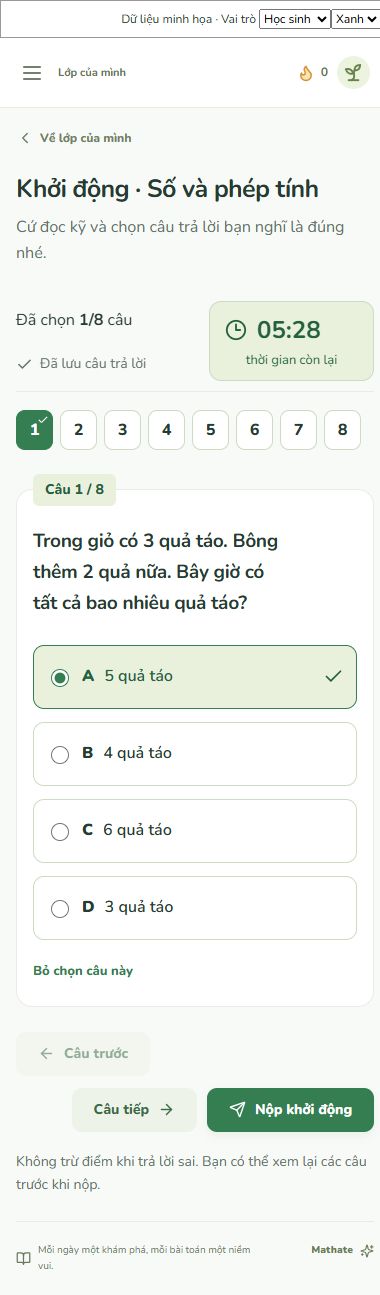 Dữ liệu minh họa · Vai trò Học sinh Xanh
Lớp của mình 0
Về lớp của mình
Khởi động · Số và phép tính
Cứ đọc kỹ và chọn câu trả lời bạn nghĩ là đúng
nhé.
Đã chọn 1/8 câu
05:28
Đã lưu câu trả lời
thời gian còn lại
1 2 3 4 5 6 7 8
Câu 1 / 8
Trong giỏ có 3 quả táo. Bông
thêm 2 quả nữa. Bây giờ có
tất cả bao nhiêu quả táo?
A 5 quả táo
B 4 quả táo
C 6 quả táo
D 3 quả táo
Bỏ chọn câu này
Câu trước
Câu tiếp Nộp khởi động
Không trừ điểm khi trả lời sai. Bạn có thể xem lại các câu
trước khi nộp.
Mỗi ngày một khám phá, mỗi bài toán một niềm
vui.
Mathate